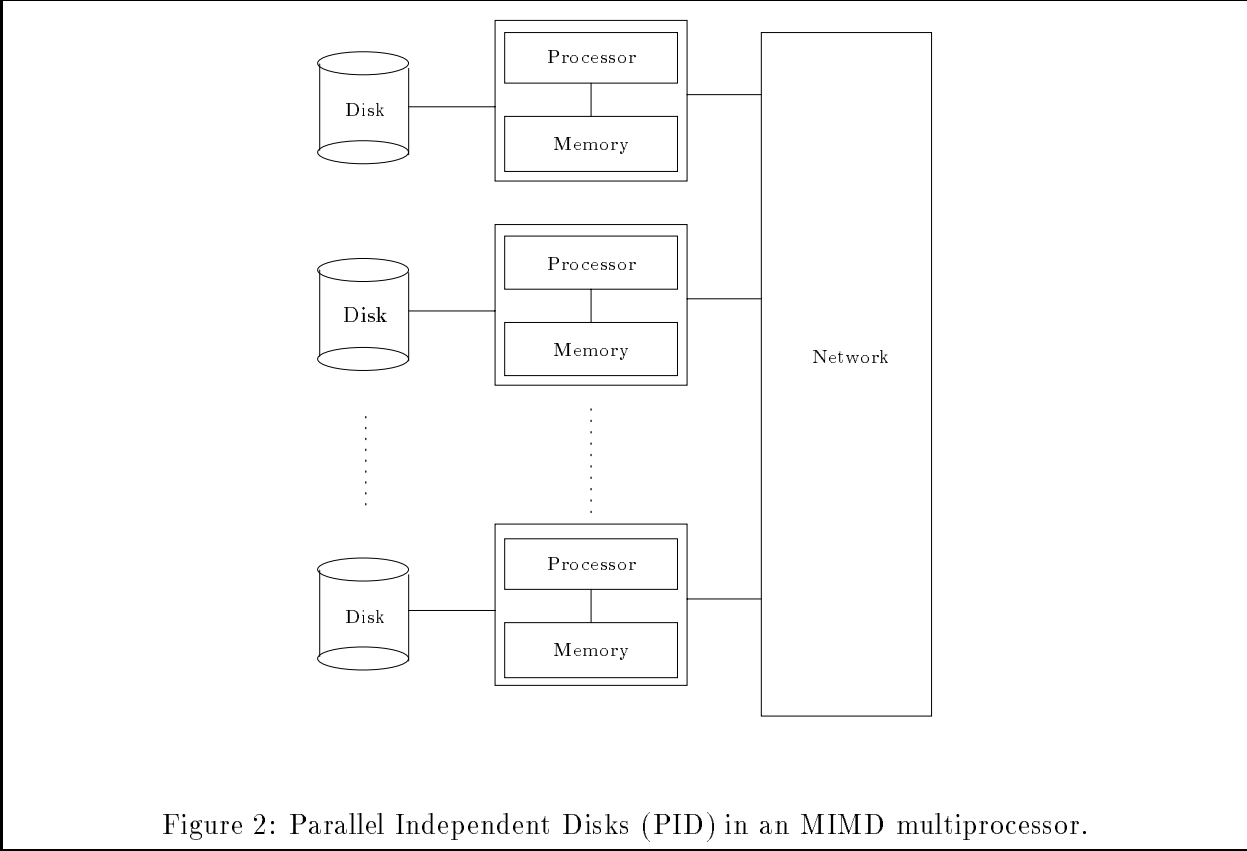 Processor
Disk
Memory
Processor
Disk
Memory
Network
Processor
Disk
Memory
Figure 2: Parallel Independent Disks (PID) in an MIMD multiprocessor.